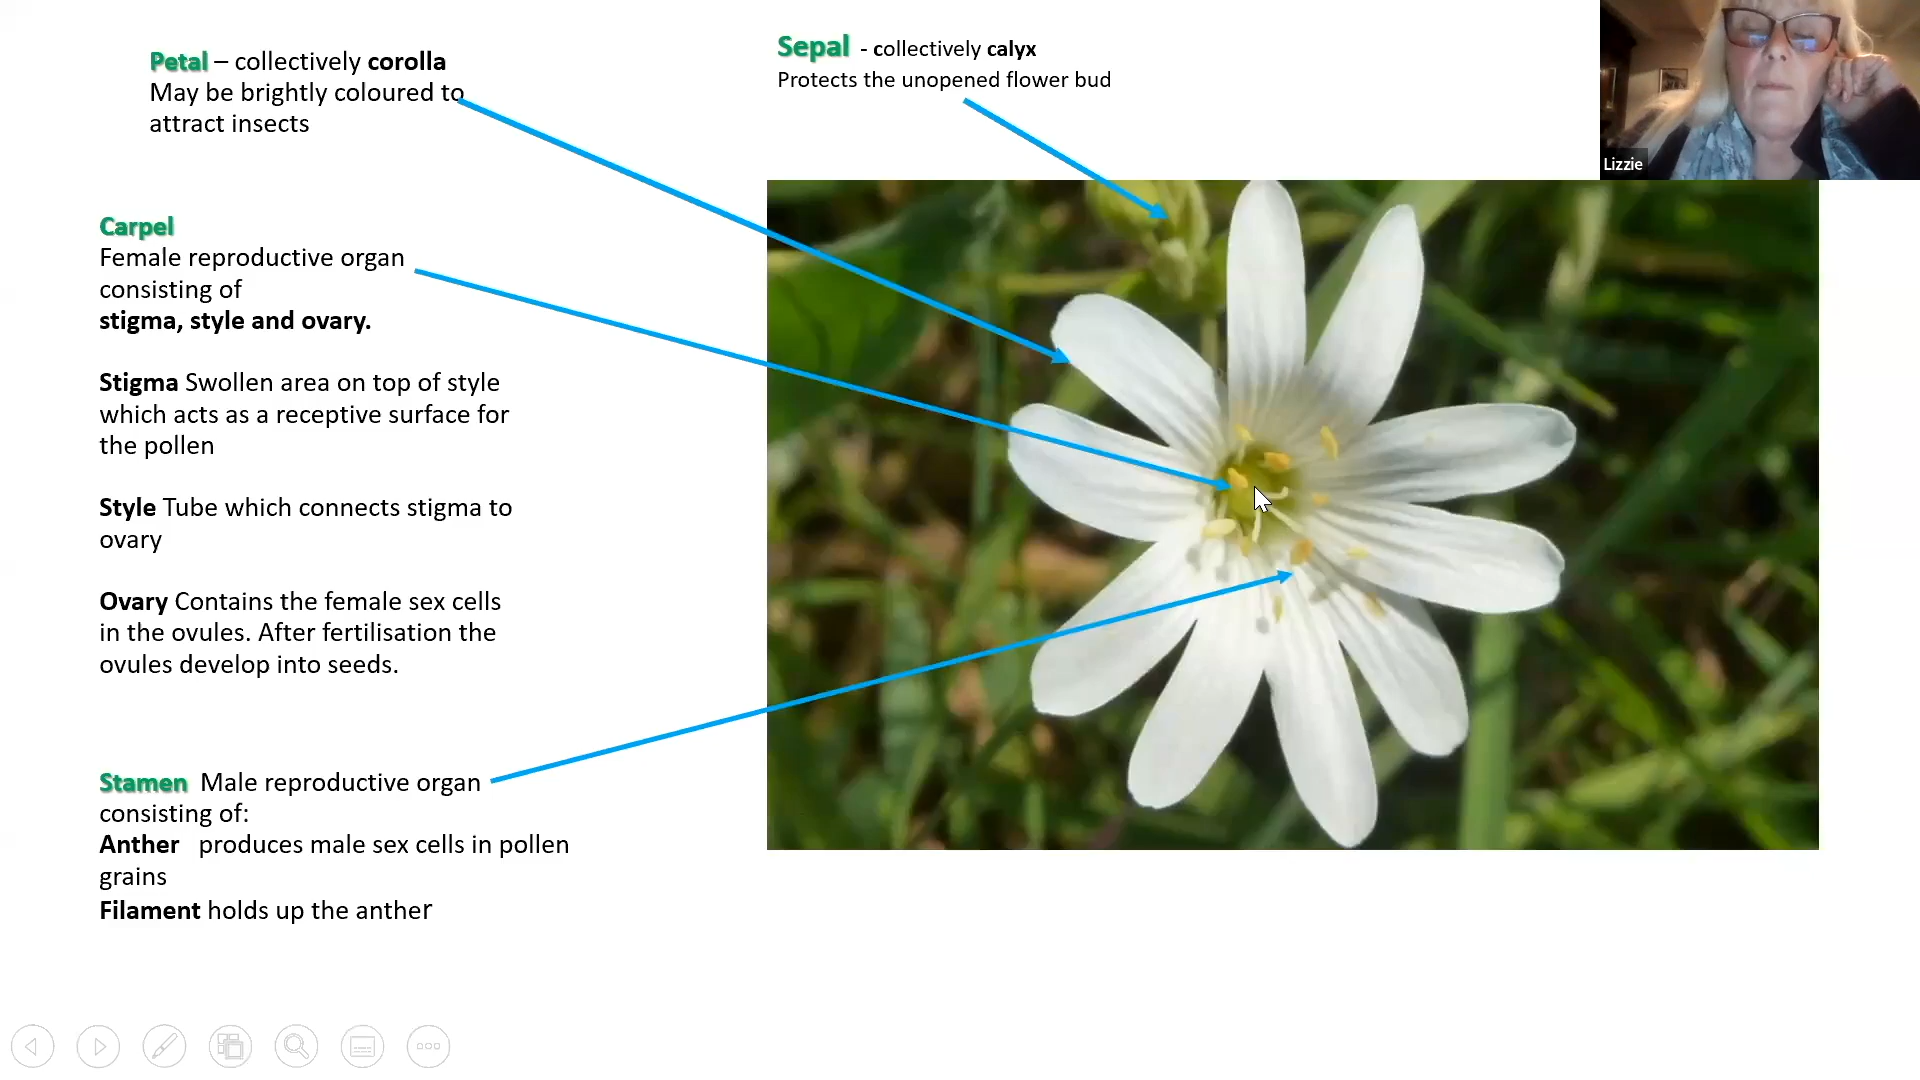 Petal – collectively corolla
May be brightly coloured to
attract insects
Sepal - collectively calyx
Protects the unopened flower bud
Lizzie
Carpel
Female reproductive organ
consisting of
stigma, style and ovary.
Stigma Swollen area on top of style
which acts as a receptive surface for
the pollen
Style Tube which connects stigma to
ovary
Ovary Contains the female sex cells
in the ovules. After fertilisation the
ovules develop into seeds.
Stamen Male reproductive organ
consisting of:
Anther produces male sex cells in pollen
grains
Filament holds up the anther